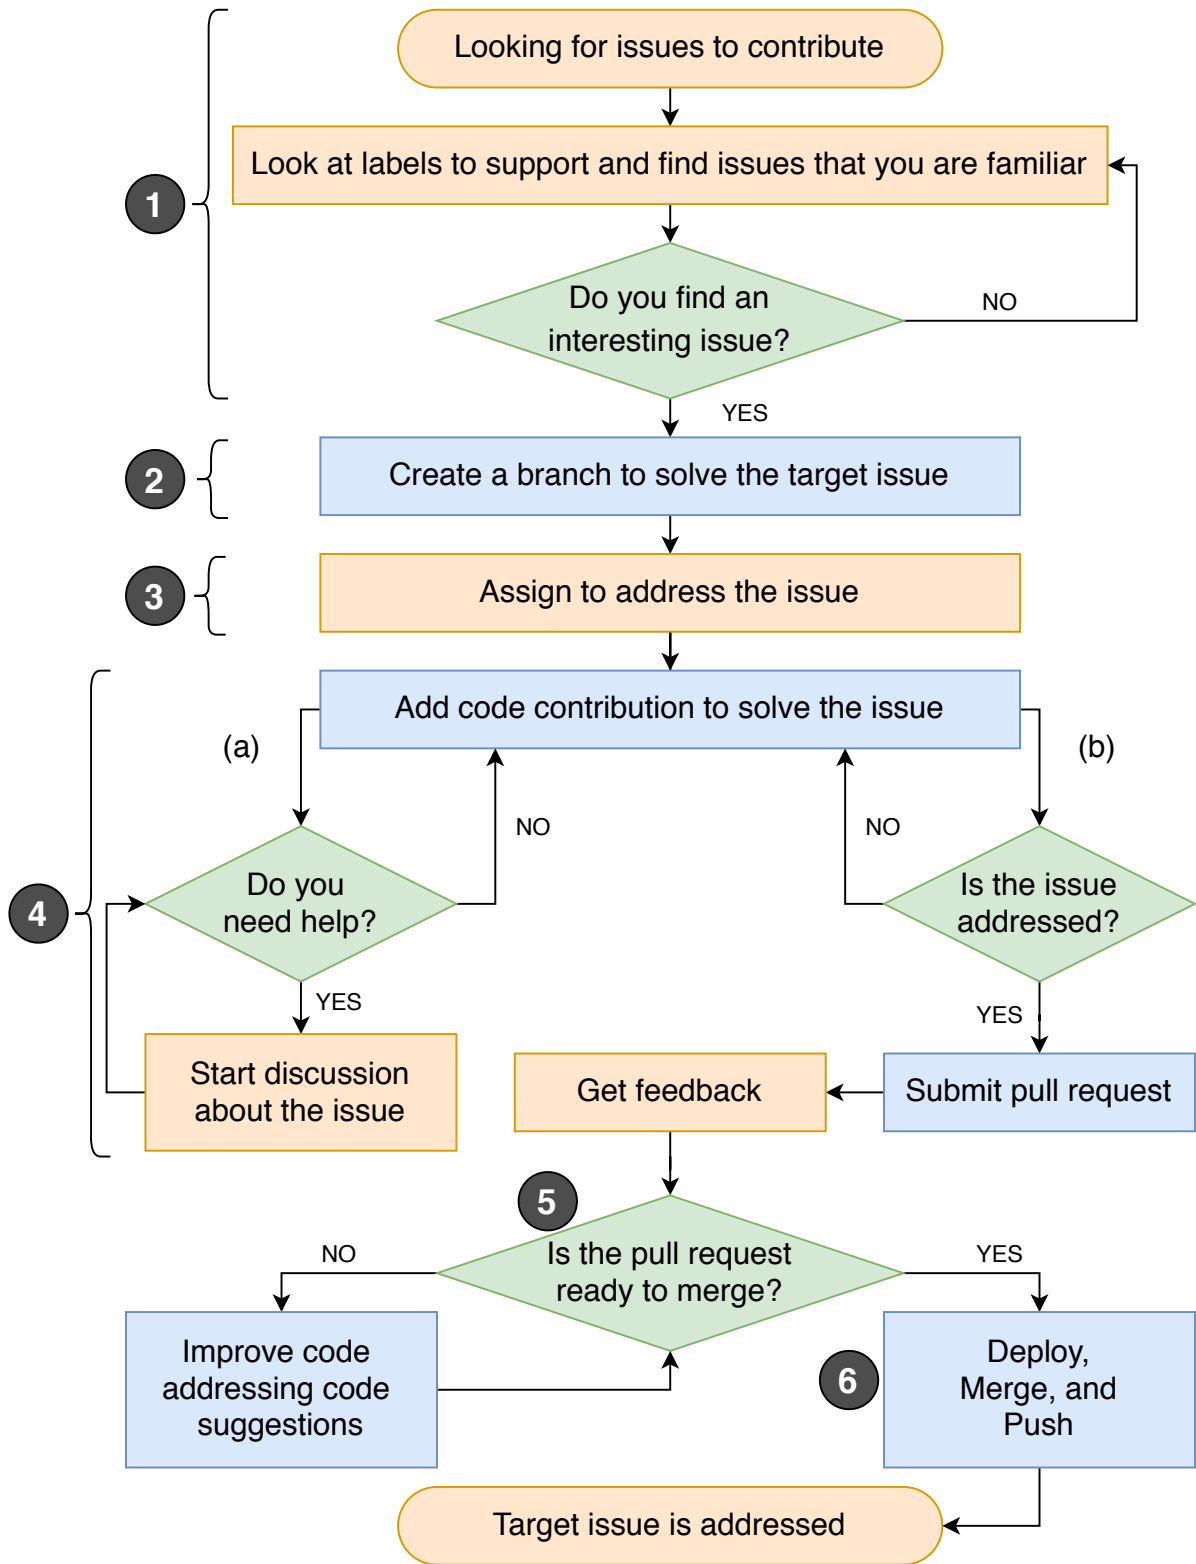 Looking for issues to contribute
Look at labels to support and find issues that you are familiar
1
Do you find an
interesting issue?
NO
YES
2
Create a branch to solve the target issue
3
Assign to address the issue
Add code contribution to solve the issue
(a)
(b)
NO
NO
4
Do you
need help?
Is the issue
addressed?
YES
YES
Start discussion
about the issue
Get feedback
Submit pull request
5
Is the pull request
ready to merge?
NO
YES
Improve code
addressing code
suggestions
6
Deploy,
Merge, and
Push
Target issue is addressed